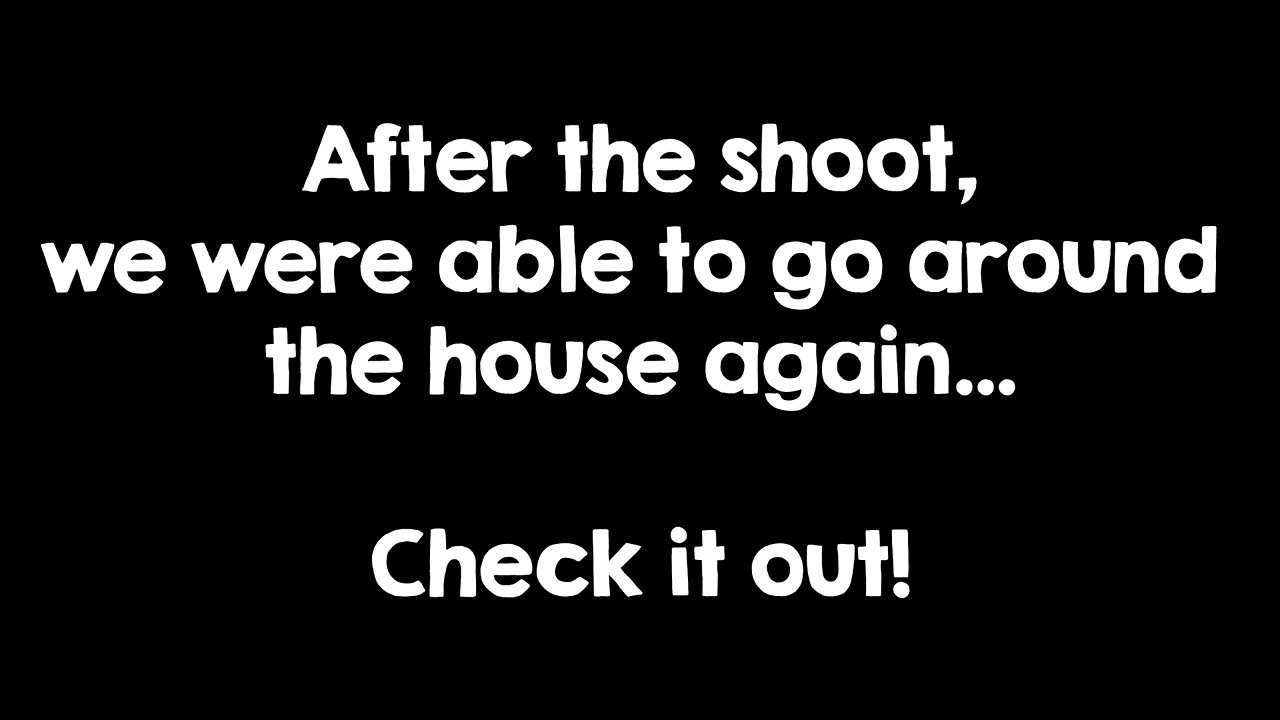 After the shoot,
we were able to go around
the house again...
Check it out!